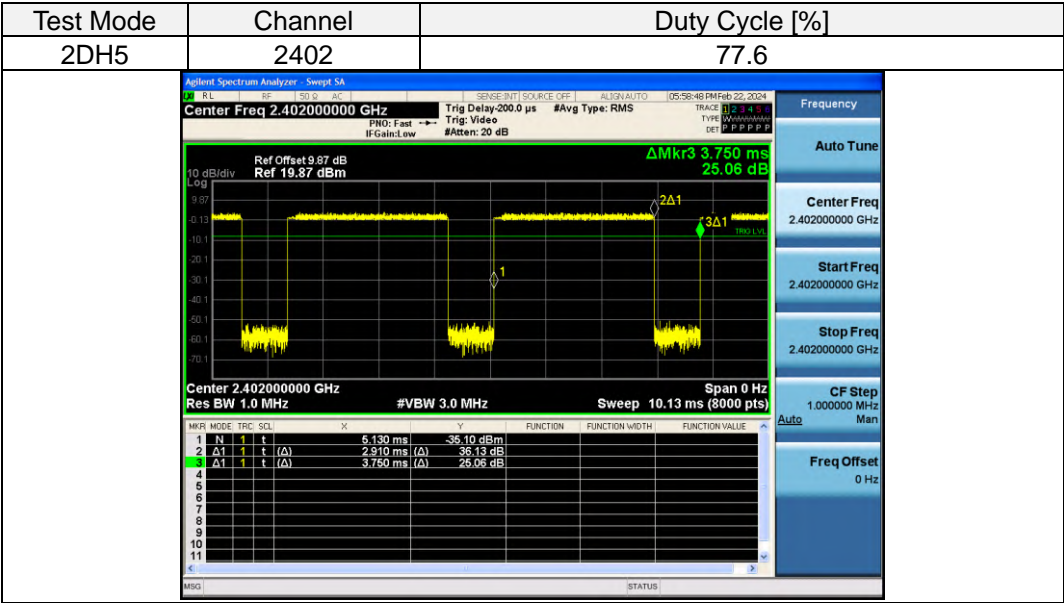 Test Mode Channel Duty Cycle [%]
2DH5 2402 77.6
Agilent Spectrum Analyzer - Swept SA
RL RF 50 Ω AC SENSE:INT SOURCE OFF ALIGN AUTO 05:58:48 PM Feb 22, 2024
Center Freq 2.402000000 GHz Trig Delay-200.0 µs #Avg Type: RMS TRACE 1 2 3 4 5 6
PNO: Fast Trig: Video TYPE
IFGain:Low #Atten: 20 dB DET P P P P P P
Frequency
Auto Tune
Center Freq
2.402000000 GHz
Start Freq
2.402000000 GHz
Stop Freq
2.402000000 GHz
CF Step
1.000000 MHz
Auto Man
Freq Offset
0 Hz
ΔMkr3 3.750 ms
25.06 dB
Ref Offset 9.87 dB
10 dB/div Ref 19.87 dBm
Log
9.87
-0.13
-10.1
-20.1
-30.1
-40.1
-50.1
-60.1
-70.1
2Δ1
3Δ1
TRIG LVL
1
Center 2.402000000 GHz Span 0 Hz
Res BW 1.0 MHz #VBW 3.0 MHz Sweep 10.13 ms (8000 pts)
MKR MODE TRC SCL X Y FUNCTION FUNCTION WIDTH FUNCTION VALUE
1 N 1 t 5.130 ms -35.10 dBm
2 Δ1 1 t (Δ) 2.910 ms (Δ) 36.13 dB
3 Δ1 1 t (Δ) 3.750 ms (Δ) 25.06 dB
4
5
6
7
8
9
10
11
MSG STATUS